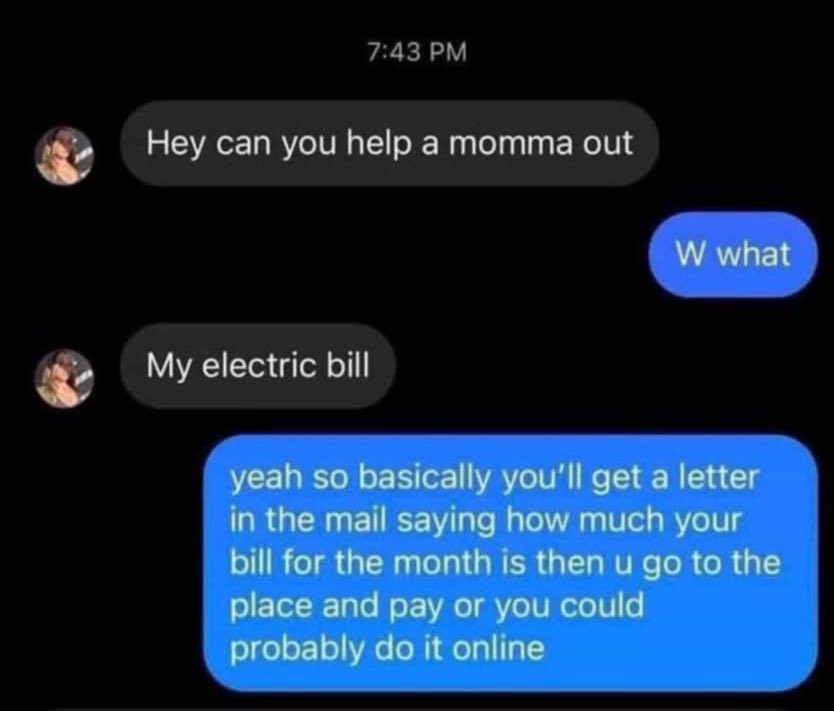 7:43 PM
Hey can you help a momma out
W what
My electric bill
yeah so basically you'll get a letter
in the mail saying how much your
bill for the month is then u go to the
place and pay or you could
probably do it online